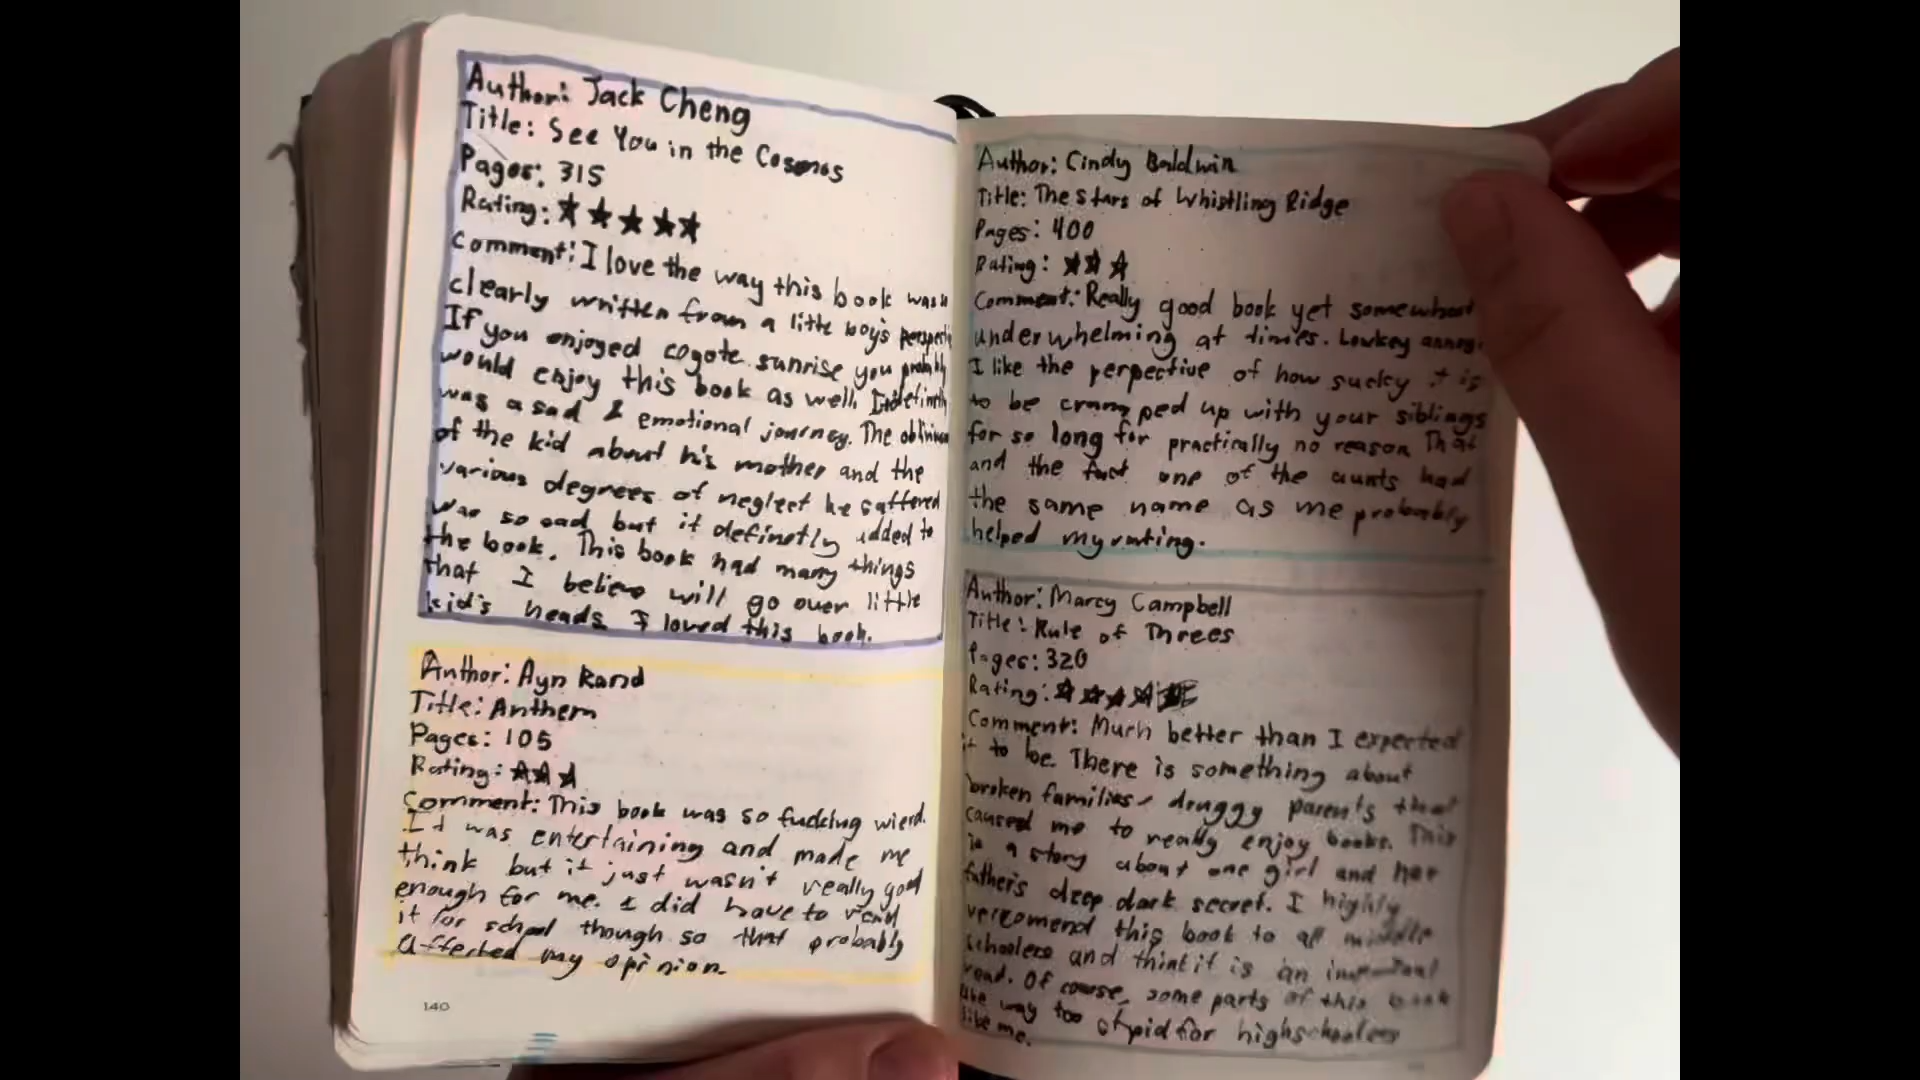 Author: Jack Cheng
Title: See You in the Cosmos
Pages: 315
Rating: ★★★★★
Comment: I love the way this book was
clearly written from a little boy's
If you enjoyed coyote sunrise you probably
would enjoy this book as well. It
was a sad & emotional journey. The
of the kid about his mother and the
various degrees of neglect he suffered
was so sad but it definetly added to
the book. This book had many things
that I believe will go over little
kid's heads. I loved this book.
Author: Ayn Rand
Title: Anthem
Pages: 105
Rating: ★★★
Comment: This book was so fucking wierd.
It was entertaining and made me
think but it just wasn't really good
enough for me. I did have to read
it for school though so that probably
affected my opinion.
140
Author: Cindy Baldwin
Title: The Stars of Whistling Ridge
Pages: 400
Rating: ★★★
Comment: Really good book yet somewhat
underwhelming at times. Lowkey
I like the perpective of how sucky it is
to be cramped up with your siblings
for so long for practically no reason. That
and the fact one of the aunts had
the same name as me probably
helped my rating.
Author: Marcy Campbell
Title: Rule of Threes
Pages: 320
Rating: ★★★★
Comment: Much better than I expected
it to be. There is something about
broken families/ druggy parents that
caused me to really enjoy books. This
is a story about one girl and her
father's deep dark secret. I highly
reccomend this book to all middle
schoolers and think it is an important
read. Of course, some parts of this book
are way too stupid for highschoolers
like me.